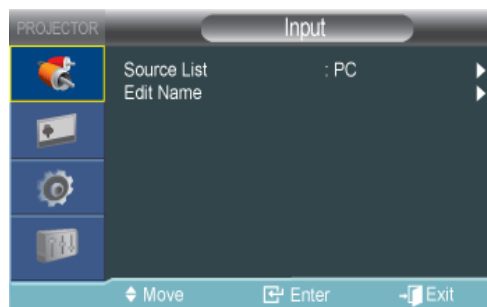 PROJECTOR Input
Source List : PC
Edit Name
Move Enter Exit